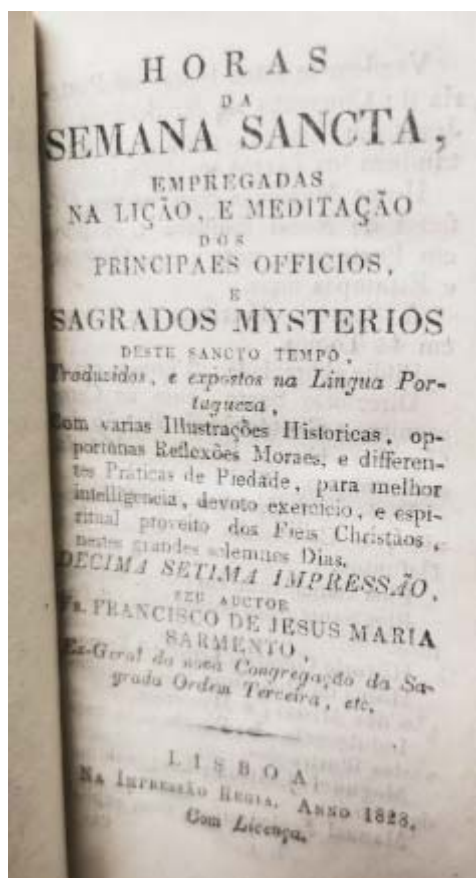 HORAS
DA
SEMANA SANCTA,
EMPREGADAS
NA LIÇÃO, E MEDITAÇÃO
DOS
PRINCIPAES OFFICIOS,
E
SAGRADOS MYSTERIOS
DESTE SANCTO TEMPO,
Traduzidos, e expostos na Lingua Por-
tugueza,
Com varias Illustrações Historicas, op-
portunas Reflexões Moraes, e differen-
tes Práticas de Piedade, para melhor
intelligencia, devoto exercicio, e espi-
ritual proveito dos Fieis Christãos,
nestes grandes solemnes Dias.
DECIMA SETIMA IMPRESSÃO,
SEU AUCTOR
Fr. FRANCISCO DE JESUS MARIA
SARMENTO,
Ex-Geral da Congregação da Sa-
grada Ordem Terceira, etc.
LISBOA:
NA IMPRESSÃO REGIA. ANNO 1828.
Com Licença.